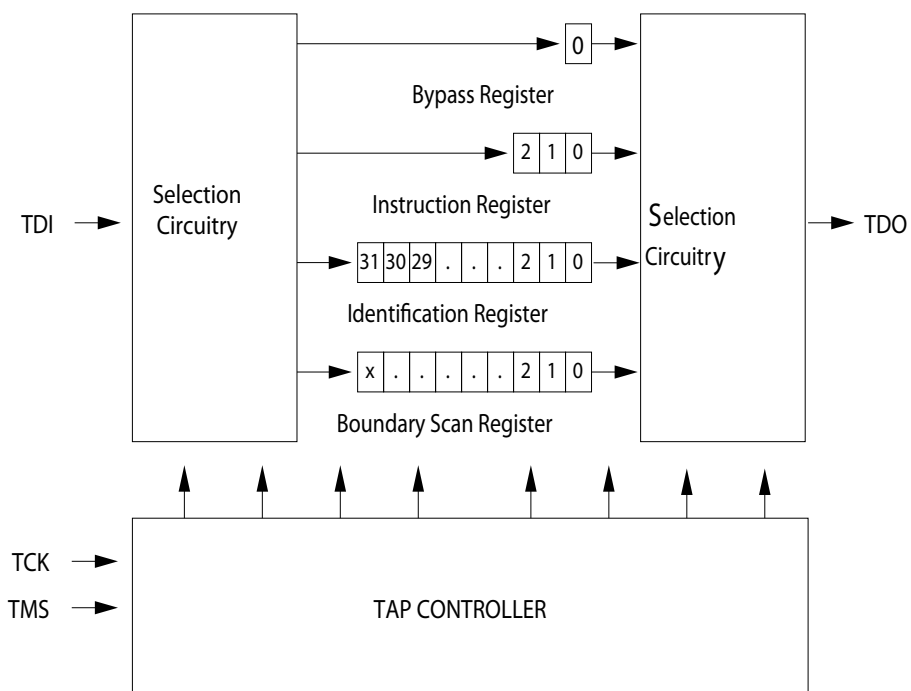 0
Bypass Register
2 1 0
Selection
Circuitry
Instruction Register
Selection
Circuitry
TDI
TDO
31 30 29 . . . 2 1 0
Identification Register
x . . . . . 2 1 0
Boundary Scan Register
TCK
TMS
TAP CONTROLLER